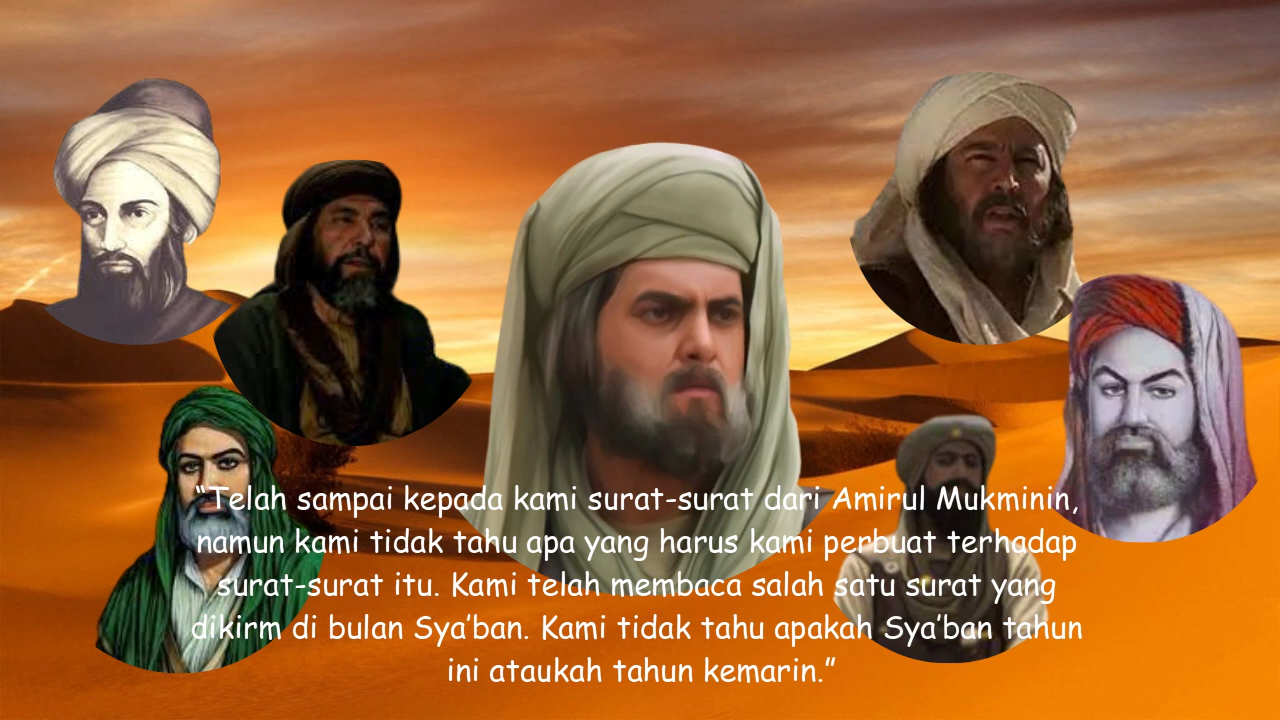 “Telah sampai kepada kami surat-surat dari Amirul Mukminin,
namun kami tidak tahu apa yang harus kami perbuat terhadap
surat-surat itu. Kami telah membaca salah satu surat yang
dikirm di bulan Sya’ban. Kami tidak tahu apakah Sya’ban tahun
ini ataukah tahun kemarin.”